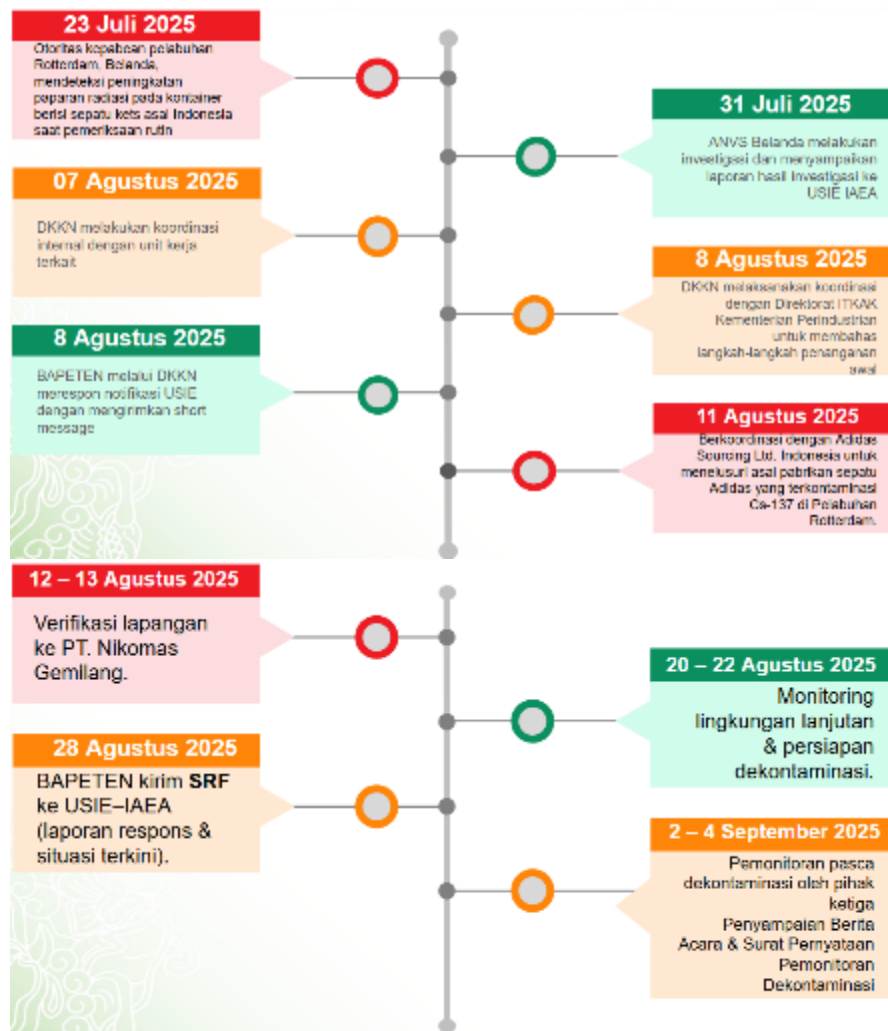 23 Juli 2025
Otoritas kepabean pelabuhan
Rotterdam, Belanda,
mendeteksi peningkatan
paparan radiasi pada kontainer
berisi sepatu kets asal Indonesia
saat pemeriksaan rutin
31 Juli 2025
ANVS Belanda melakukan
investigasi dan menyampaikan
laporan hasil investigasi ke
USIE IAEA
07 Agustus 2025
DKKN melakukan koordinasi
internal dengan unit kerja
terkait
8 Agustus 2025
DKKN melaksanakan koordinasi
dengan Direktorat ITKAK
Kementerian Perindustrian
untuk membahas
langkah-langkah penanganan
awal
8 Agustus 2025
BAPETEN melalui DKKN
merespon notifikasi USIE
dengan mengirimkan short
message
11 Agustus 2025
Berkoordinasi dengan Adidas
Sourcing Ltd. Indonesia untuk
menelusuri asal pabrikan sepatu
Adidas yang terkontaminasi
Cs-137 di Pelabuhan
Rotterdam.
12 – 13 Agustus 2025
Verifikasi lapangan
ke PT. Nikomas
Gemilang.
20 – 22 Agustus 2025
Monitoring
lingkungan lanjutan
& persiapan
dekontaminasi.
28 Agustus 2025
BAPETEN kirim SRF
ke USIE–IAEA
(laporan respons &
situasi terkini).
2 – 4 September 2025
Pemonitoran pasca
dekontaminasi oleh pihak
ketiga
Penyampaian Berita
Acara & Surat Pernyataan
Pemonitoran
Dekontaminasi